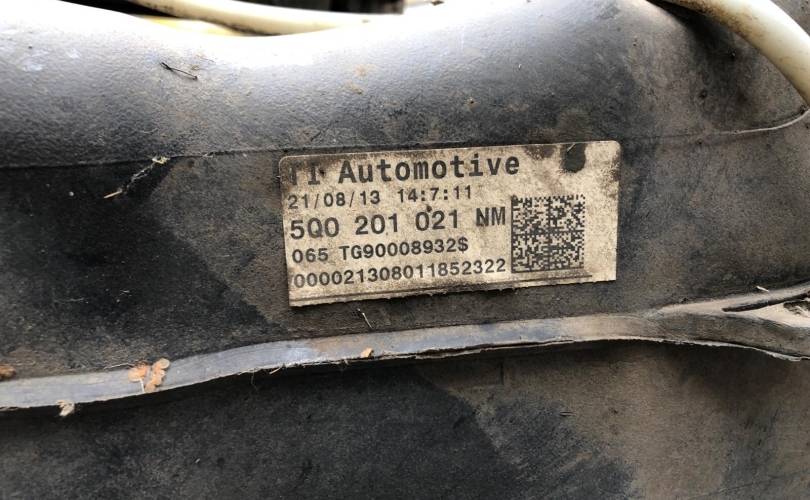 TI Automotive
21/08/13 14:7:11
5Q0 201 021 NM
065 TG90008932$
000021308011852322